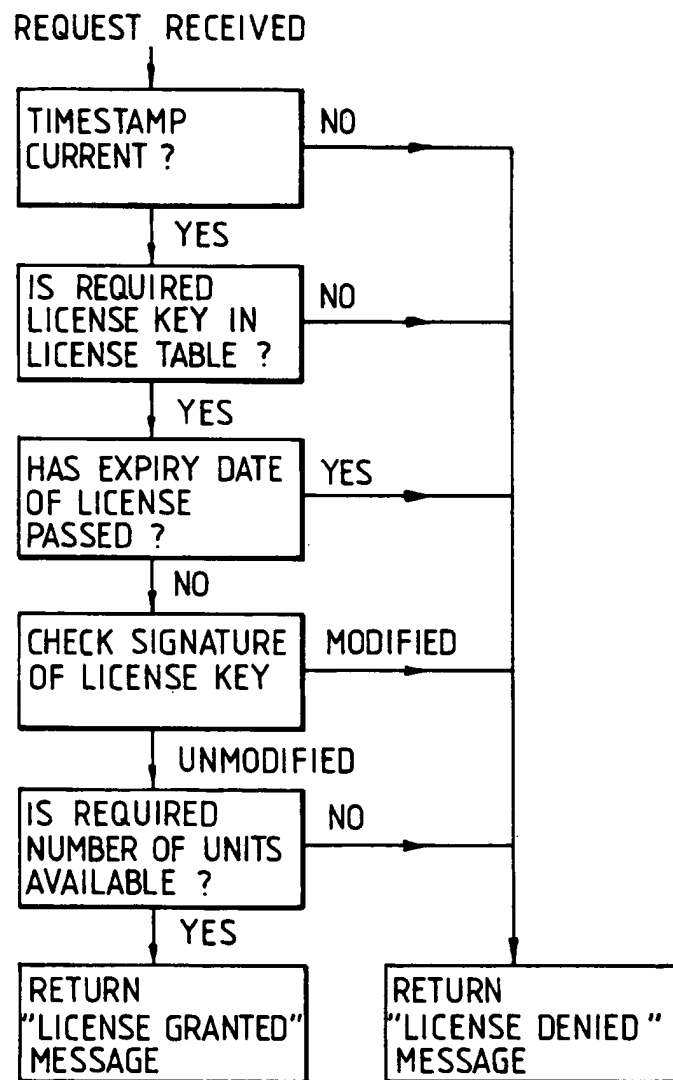 REQUEST RECEIVED
TIMESTAMP
CURRENT ?
NO
YES
IS REQUIRED
LICENSE KEY IN
LICENSE TABLE ?
NO
YES
HAS EXPIRY DATE
OF LICENSE
PASSED ?
YES
NO
CHECK SIGNATURE
OF LICENSE KEY
MODIFIED
UNMODIFIED
IS REQUIRED
NUMBER OF UNITS
AVAILABLE ?
NO
YES
RETURN
"LICENSE GRANTED"
MESSAGE
RETURN
"LICENSE DENIED"
MESSAGE